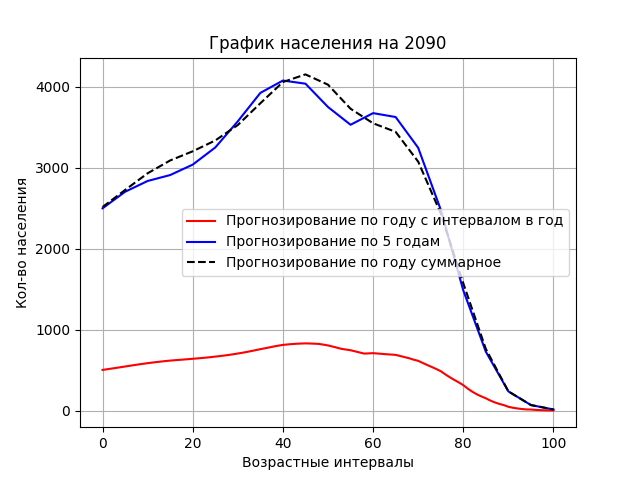 График населения на 2090
Кол-во населения
4000
3000
2000
1000
0
Прогнозирование по году с интервалом в год
Прогнозирование по 5 годам
Прогнозирование по году суммарное
0 20 40 60 80 100
Возрастные интервалы